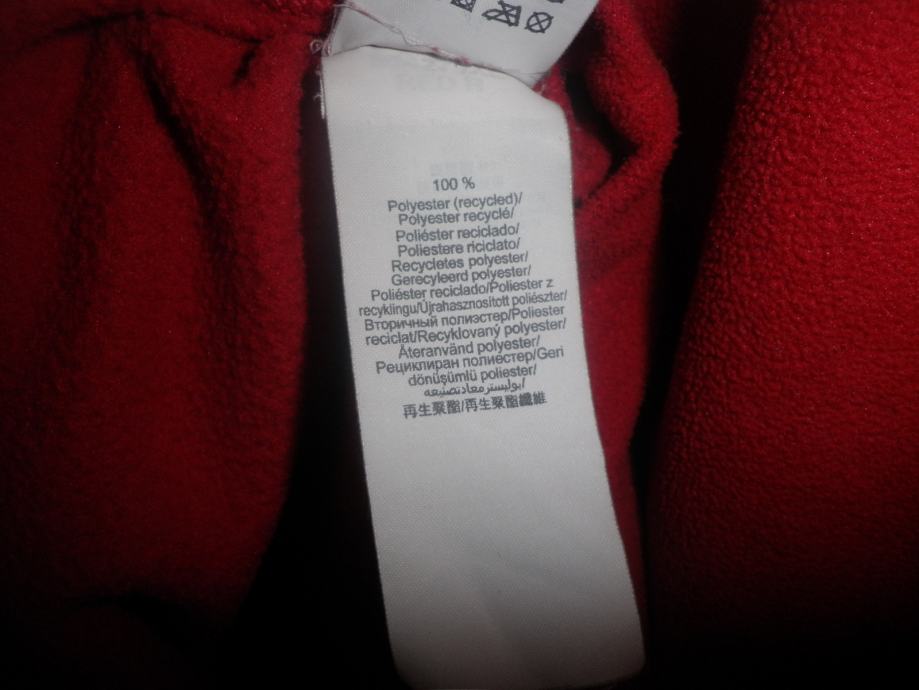 100 %
Polyester (recycled)/
Polyester recyclé/
Poliéster reciclado/
Poliestere riciclato/
Recycletes polyester/
Gerecyleerd polyester/
Poliéster reciclado/Poliester z
recyklingu/Újrahasznosított poliészter/
Вторичный полиэстер/Poliester
reciclat/Recyklovaný polyester/
Återanvänd polyester/
Рециклиран полиестер/Geri
dönüşümlü poliester/
بوليستر معاد تصنيعه/
再生聚酯/再生聚酯纖維